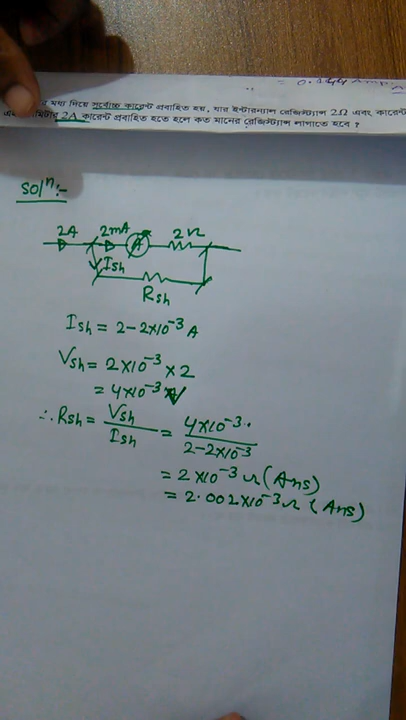 0.344 Amp
মধ্য দিয়ে সর্বোচ্চ কারেন্ট প্রবাহিত হয়, যার ইন্টারন্যাল রেজিস্ট্যান্স 2Ω এবং কারেন্ট
2A কারেন্ট প্রবাহিত হতে হলে কত মানের রেজিস্ট্যান্স লাগাতে হবে ?
Solⁿ:-
2A 2mA A 2Ω
Ish
Rsh
Ish = 2-2×10⁻³ A
Vsh = 2×10⁻³ × 2
= 4×10⁻³ V
∴ Rsh = Vsh / Ish = 4×10⁻³ / 2-2×10⁻³
= 2×10⁻³ Ω (Ans)
= 2.002×10⁻³ Ω (Ans)